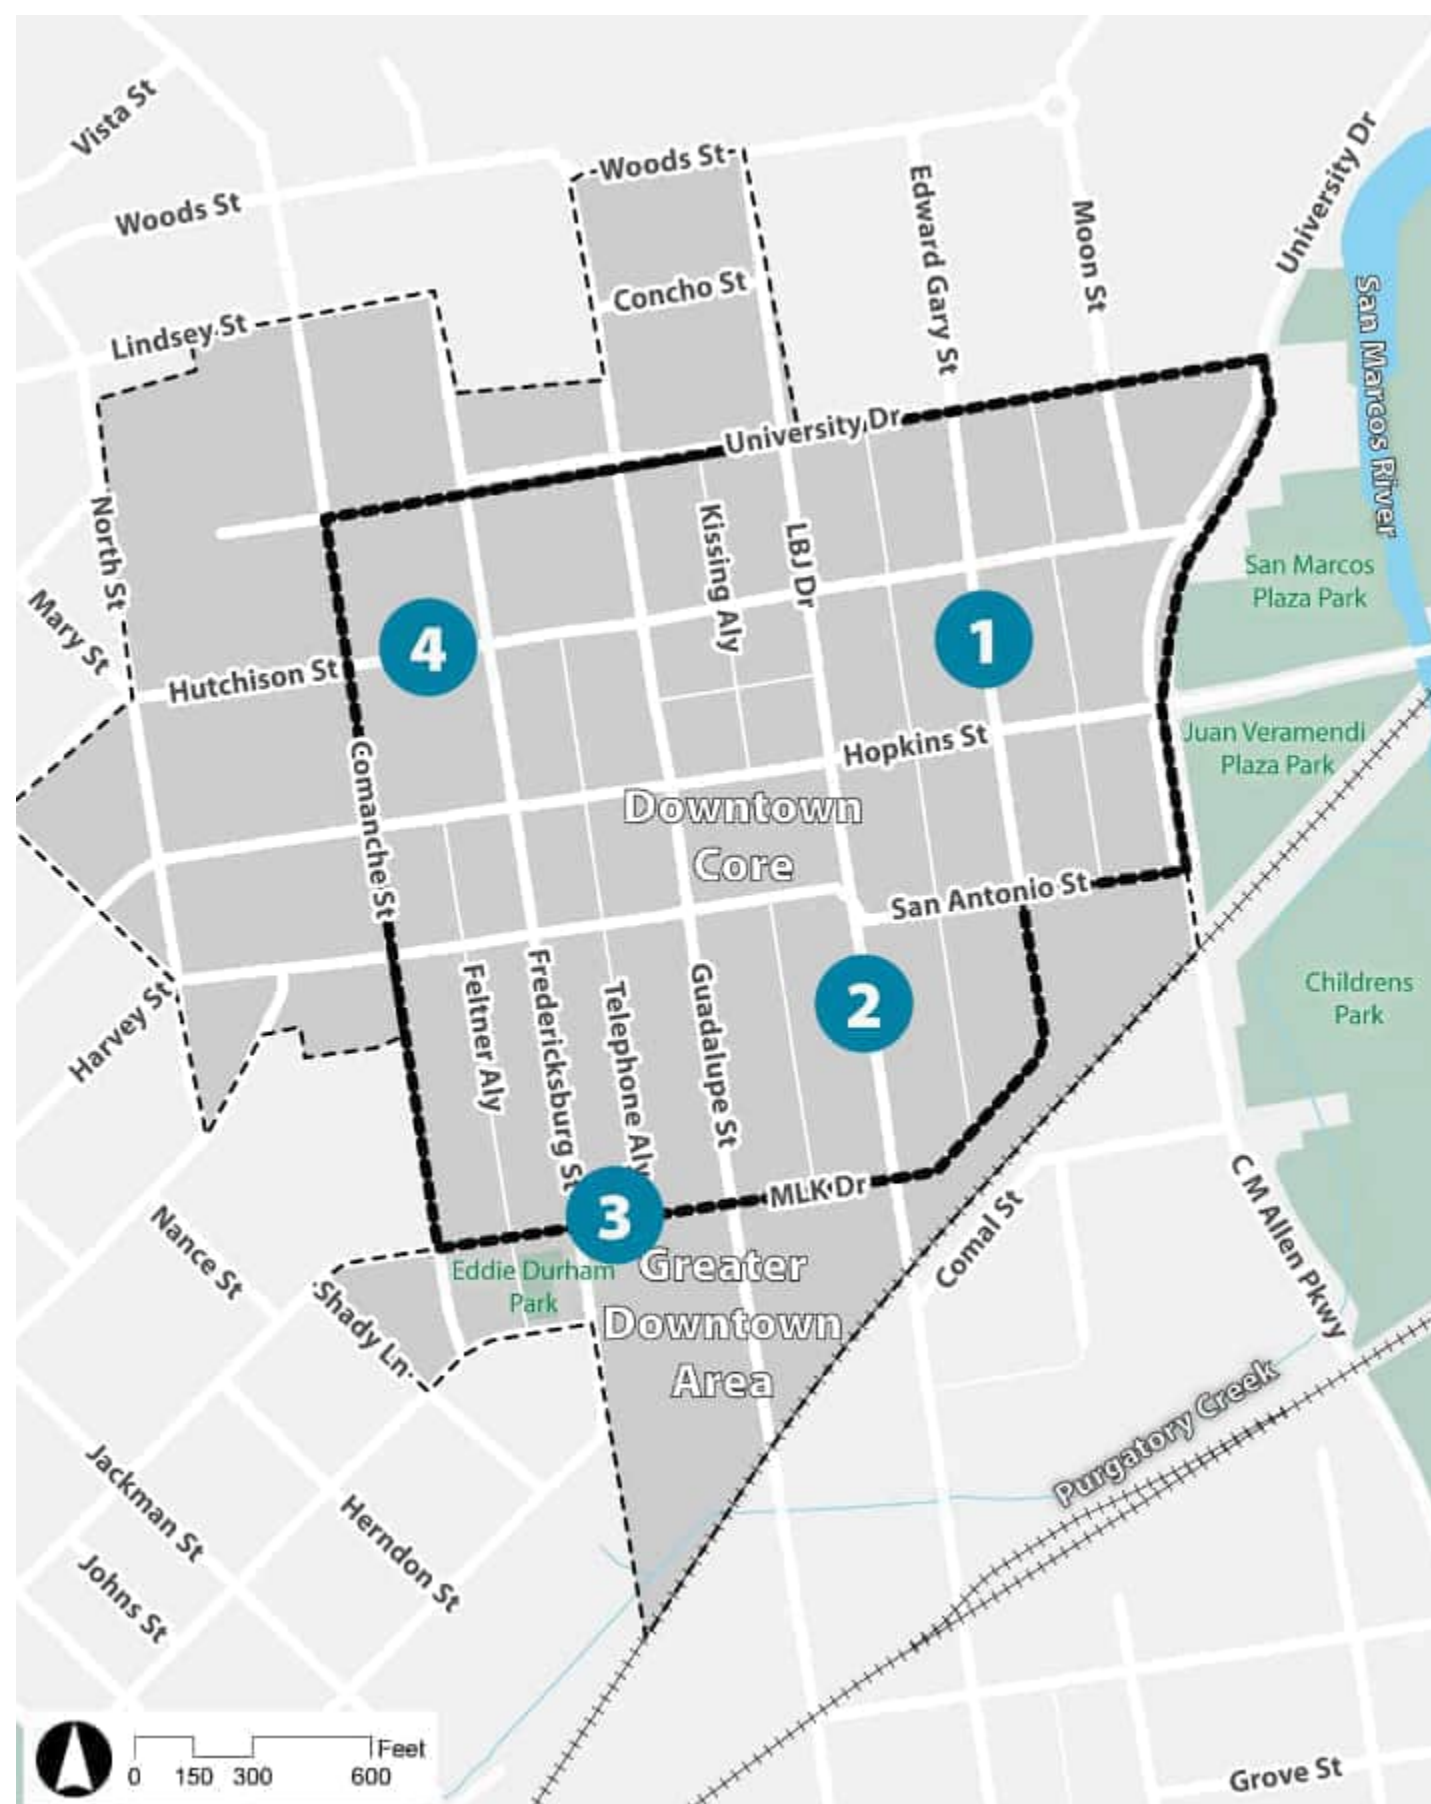 Vista St
Woods St
Woods St
University Dr
Edward Gary St
Moon St
Concho St
San Marcos River
Lindsey St
University Dr
North St
Kissing Aly
LBJ Dr
San Marcos
Plaza Park
Mary St
4
1
Hutchison St
Hopkins St
Juan Veramendi
Plaza Park
Comanche St
Downtown
Core
San Antonio St
Harvey St
Feltner Aly
Fredericksburg St
Telephone Aly
Guadalupe St
2
Childrens
Park
MLK Dr
3
Nance St
Shady Ln
Eddie Durham
Park
Greater
Downtown
Area
Comal St
C M Allen Pkwy
Purgatory Creek
Jackman St
Herndon St
Johns St
Grove St
Feet
0 150 300 600